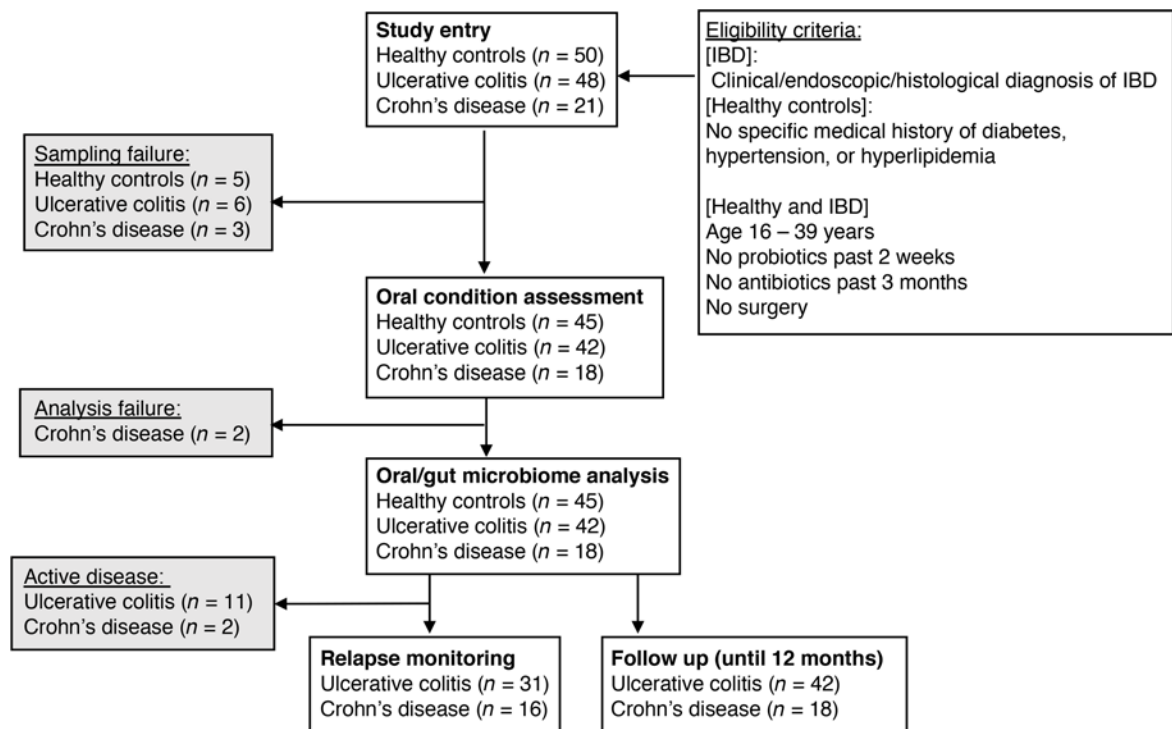 Study entry
Healthy controls (n = 50)
Ulcerative colitis (n = 48)
Crohn's disease (n = 21)
Eligibility criteria:
[IBD]:
Clinical/endoscopic/histological diagnosis of IBD
[Healthy controls]:
No specific medical history of diabetes,
hypertension, or hyperlipidemia
[Healthy and IBD]
Age 16 – 39 years
No probiotics past 2 weeks
No antibiotics past 3 months
No surgery
Sampling failure:
Healthy controls (n = 5)
Ulcerative colitis (n = 6)
Crohn's disease (n = 3)
Oral condition assessment
Healthy controls (n = 45)
Ulcerative colitis (n = 42)
Crohn's disease (n = 18)
Analysis failure:
Crohn's disease (n = 2)
Oral/gut microbiome analysis
Healthy controls (n = 45)
Ulcerative colitis (n = 42)
Crohn's disease (n = 18)
Active disease:
Ulcerative colitis (n = 11)
Crohn's disease (n = 2)
Relapse monitoring
Ulcerative colitis (n = 31)
Crohn's disease (n = 16)
Follow up (until 12 months)
Ulcerative colitis (n = 42)
Crohn's disease (n = 18)